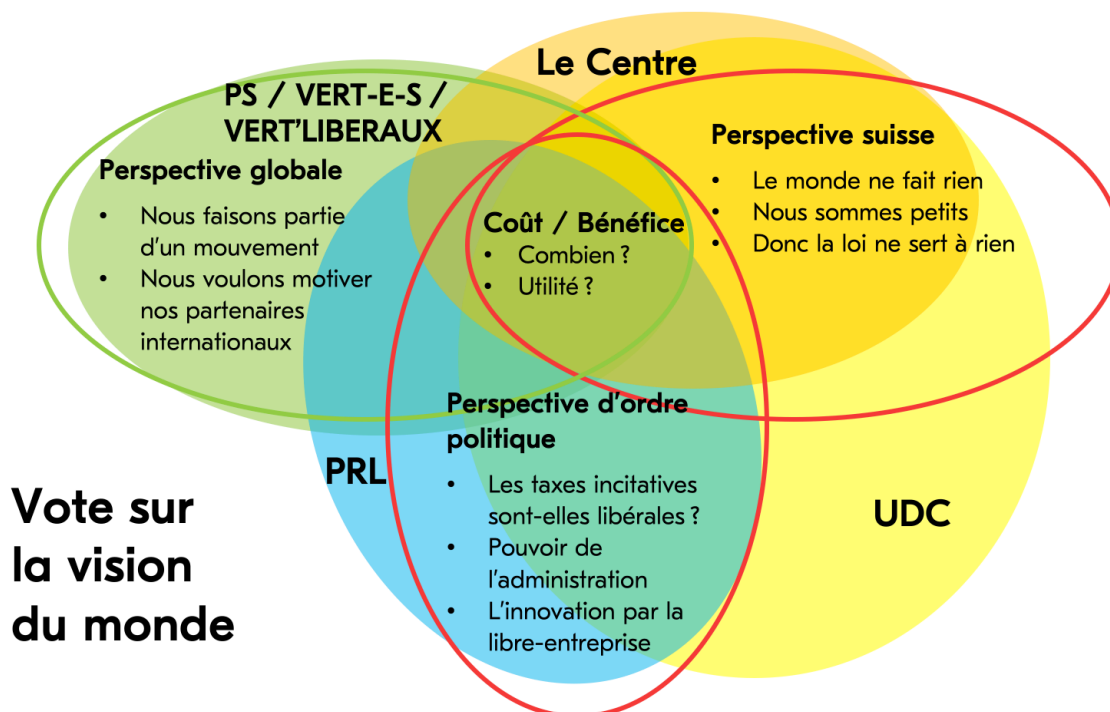 Le Centre
PS / VERT-E-S /
VERT'LIBERAUX
Perspective globale
• Nous faisons partie
d'un mouvement
• Nous voulons motiver
nos partenaires
internationaux
Coût / Bénéfice
• Combien ?
• Utilité ?
Perspective suisse
• Le monde ne fait rien
• Nous sommes petits
• Donc la loi ne sert à rien
Perspective d'ordre
politique
• Les taxes incitatives
sont-elles libérales ?
• Pouvoir de
l'administration
• L'innovation par la
libre-entreprise
PRL
UDC
Vote sur
la vision
du monde